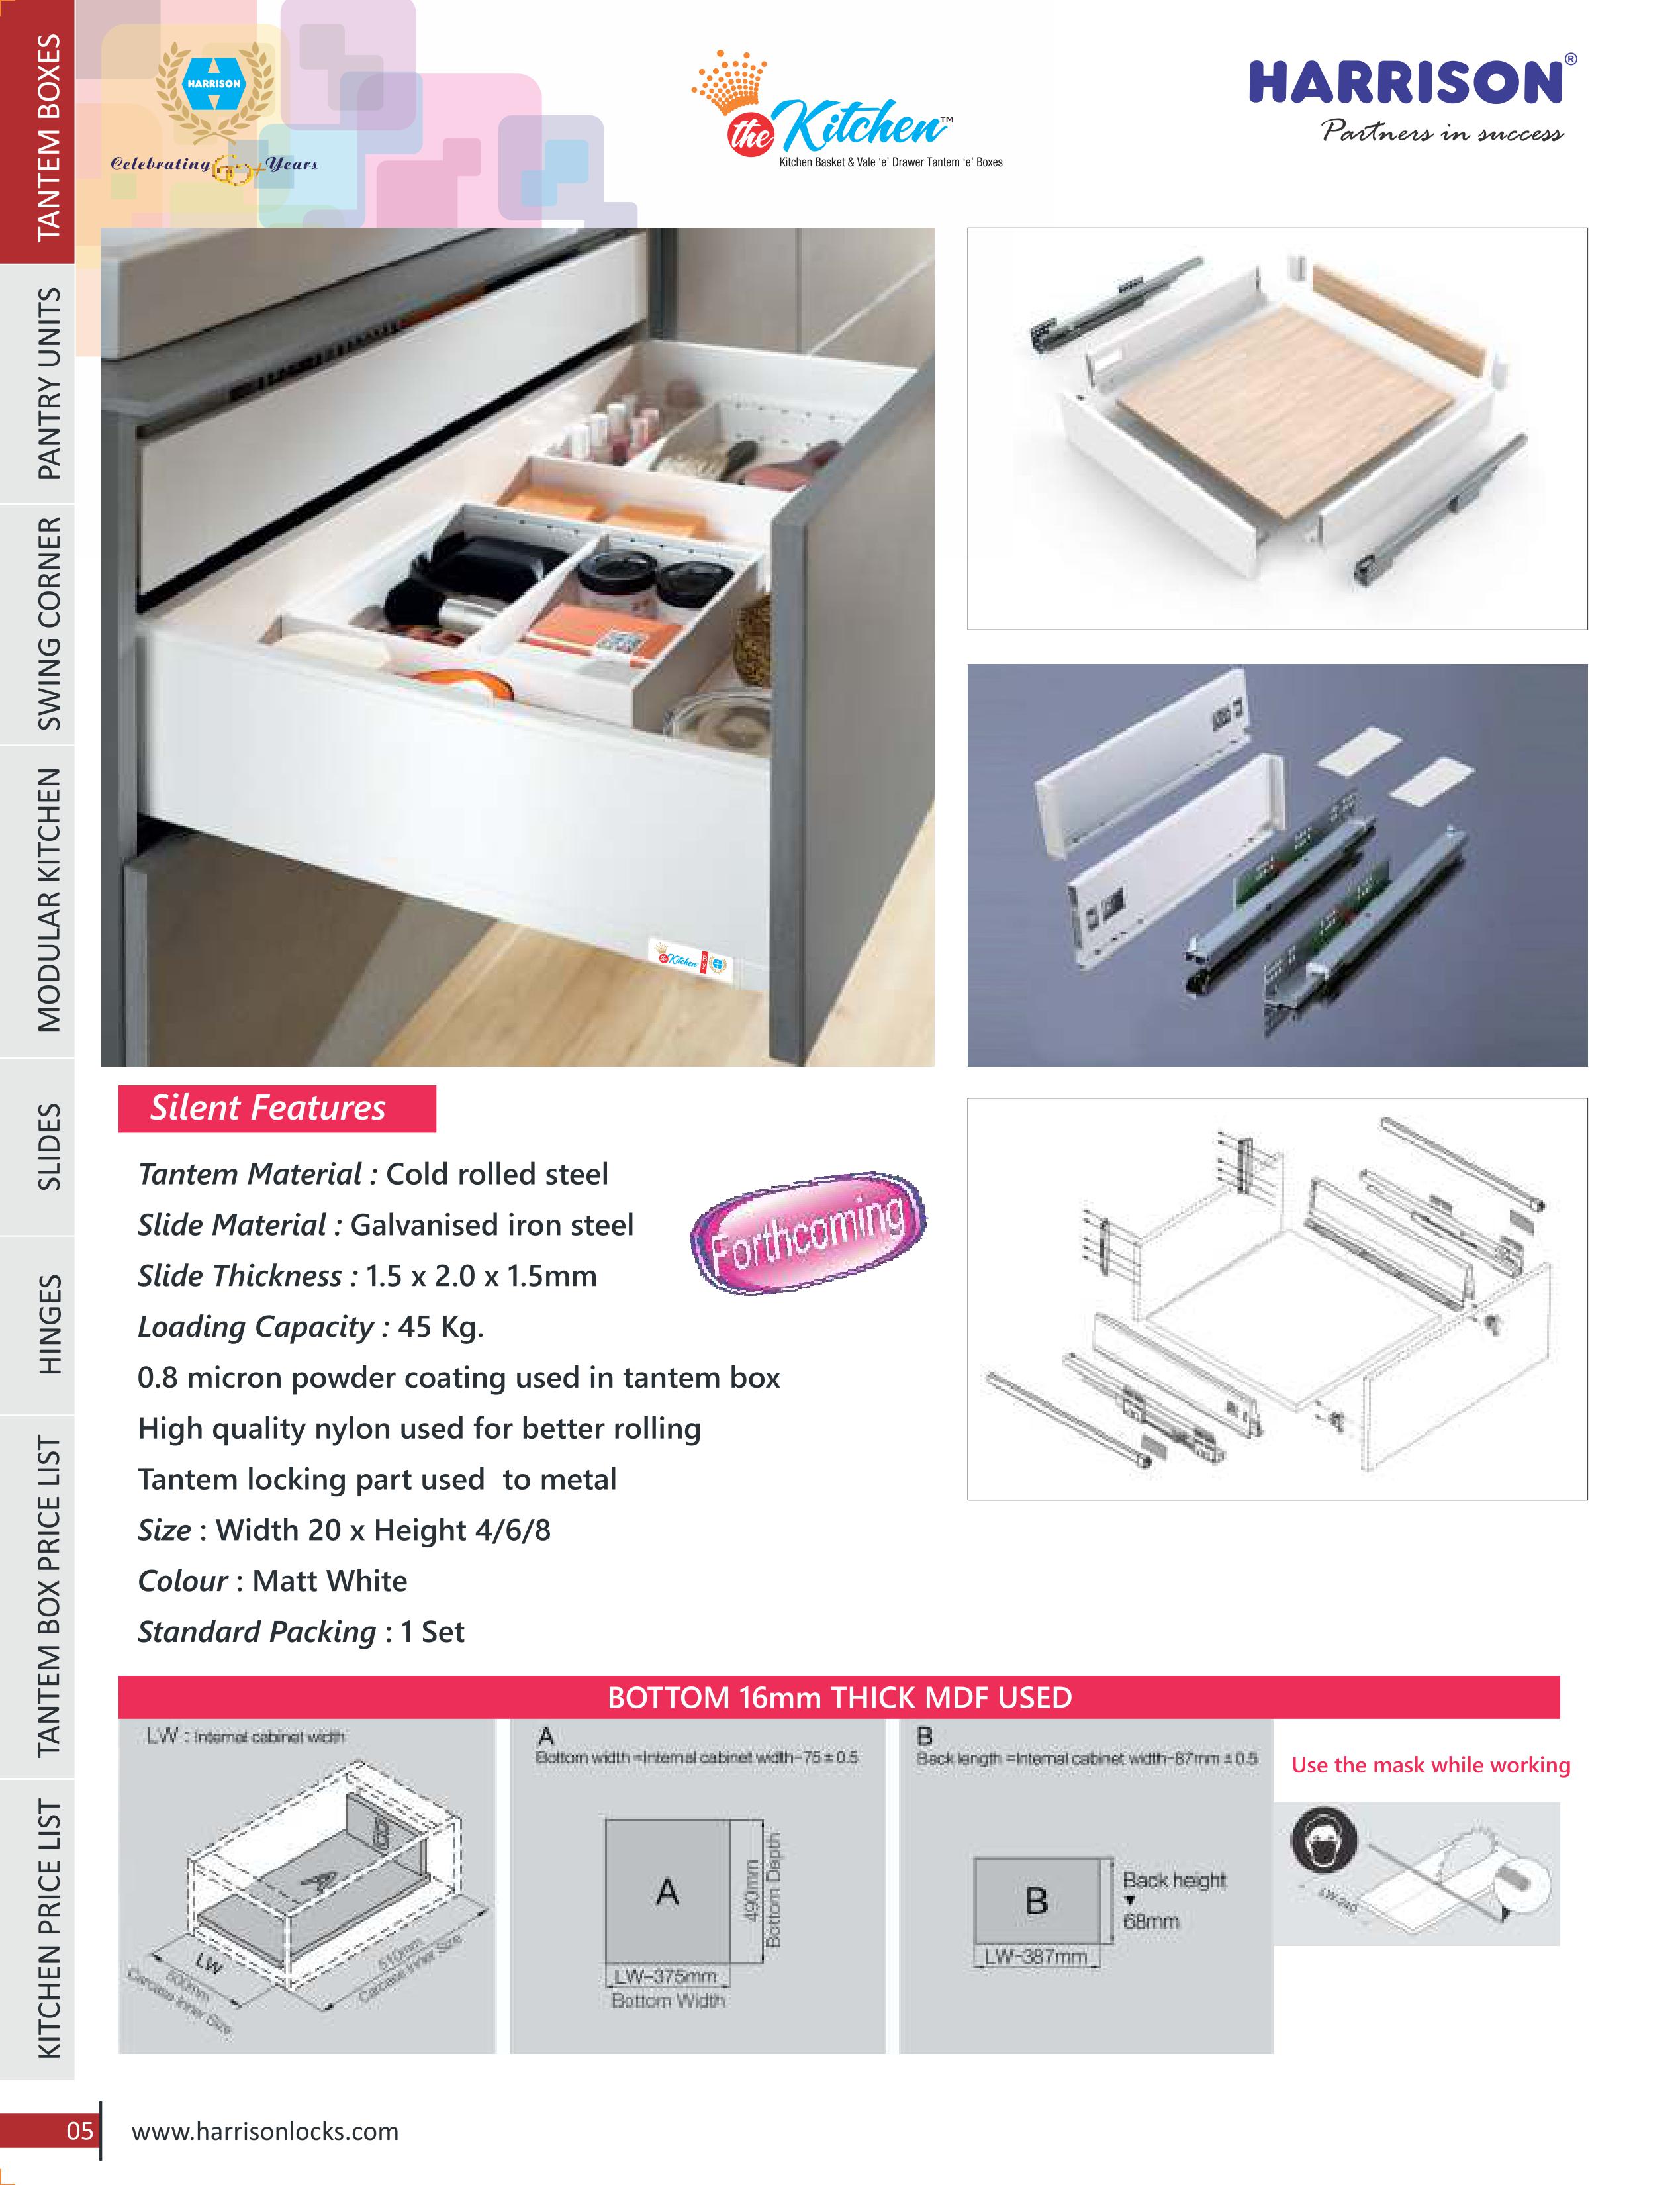 TANTEM BOXES
PANTRY UNITS
SWING CORNER
MODULAR KITCHEN
SLIDES
HINGES
TANTEM BOX PRICE LIST
KITCHEN PRICE LIST
HARRISON
Celebrating 65+ Years
the Kitchen™
Kitchen Basket & Vale 'e' Drawer Tantem 'e' Boxes
HARRISON®
Partners in success
the Kitchen
Silent Features
Tantem Material : Cold rolled steel
Slide Material : Galvanised iron steel
Slide Thickness : 1.5 x 2.0 x 1.5mm
Loading Capacity : 45 Kg.
0.8 micron powder coating used in tantem box
High quality nylon used for better rolling
Tantem locking part used  to metal
Size : Width 20 x Height 4/6/8
Colour : Matt White
Standard Packing : 1 Set
Forthcoming
BOTTOM 16mm THICK MDF USED
LW : Internal cabinet width
A
B
LW
500mm
Carcase Inner Size
510mm
Carcase Inner Size
A
Bottom width =Internal cabinet width-75±0.5
A
490mm
Bottom Depth
LW-375mm
Bottom Width
B
Back length =Internal cabinet width-87mm ±0.5
B
Back height
▼
68mm
LW-387mm
Use the mask while working
LW-240
05
www.harrisonlocks.com